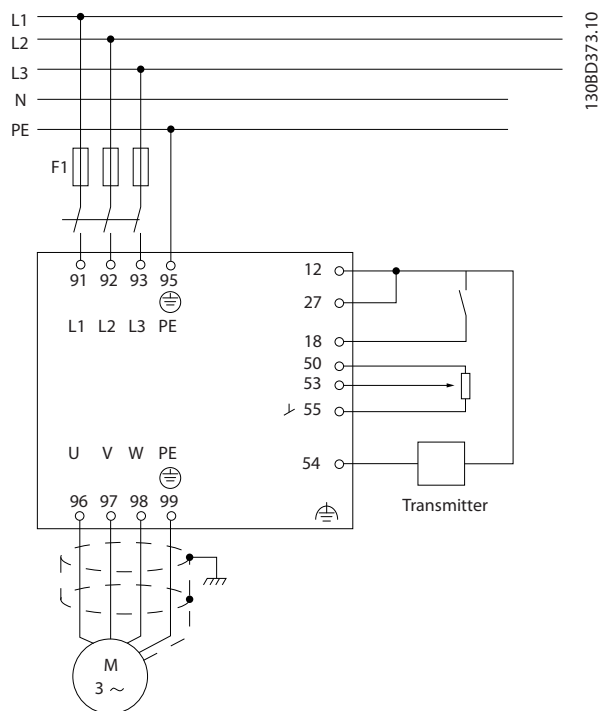 130BD373.10
L1
L2
L3
N
PE
F1
91 92 93 95
L1 L2 L3 PE
12
27
18
50
53
55
54
Transmitter
U V W PE
96 97 98 99
M
3 ~